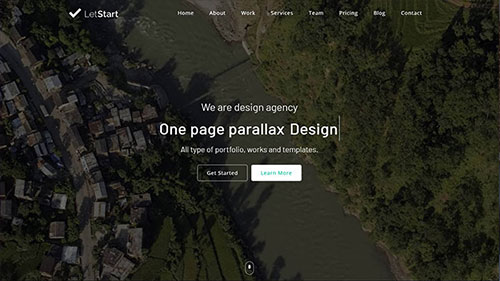 LetStart
Home About Work Services Team Pricing Blog Contact
We are design agency
One page parallax Design
All type of portfolio, works and templates.
Get Started Learn More